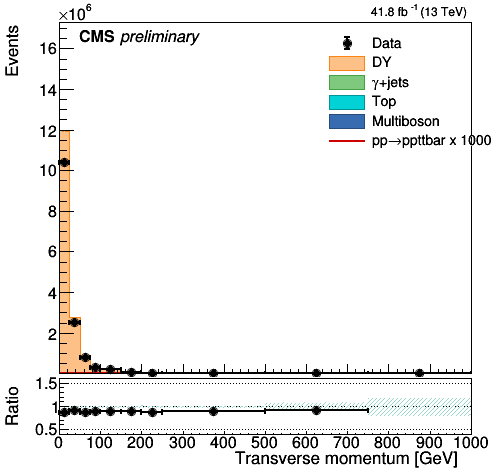 ×10⁶
CMS preliminary
41.8 fb⁻¹ (13 TeV)
Events
16
14
12
10
8
6
4
2
Data
DY
γ+jets
Top
Multiboson
pp→ppttbar x 1000
Ratio
1.5
1
0.5
0 100 200 300 400 500 600 700 800 900 1000
Transverse momentum [GeV]